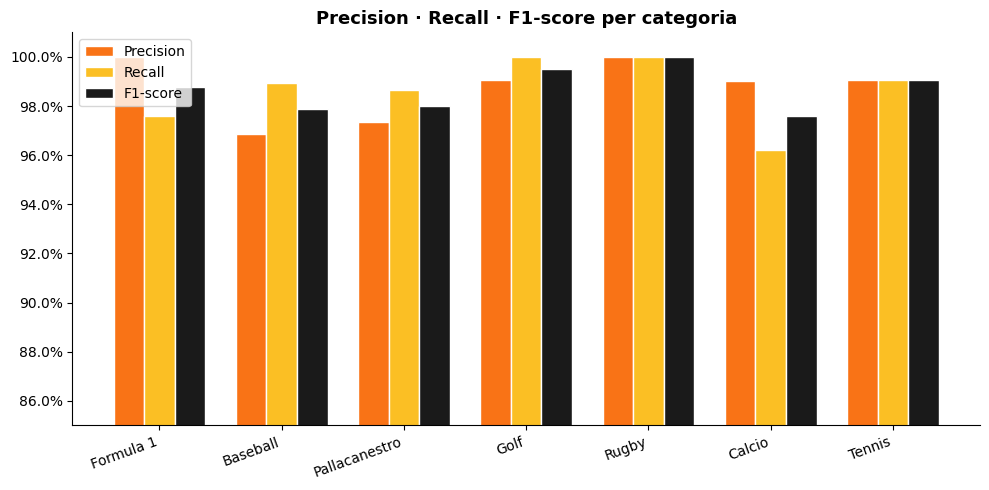 Precision · Recall · F1-score per categoria
Precision
Recall
F1-score
100.0%
98.0%
96.0%
94.0%
92.0%
90.0%
88.0%
86.0%
Formula 1
Baseball
Pallacanestro
Golf
Rugby
Calcio
Tennis